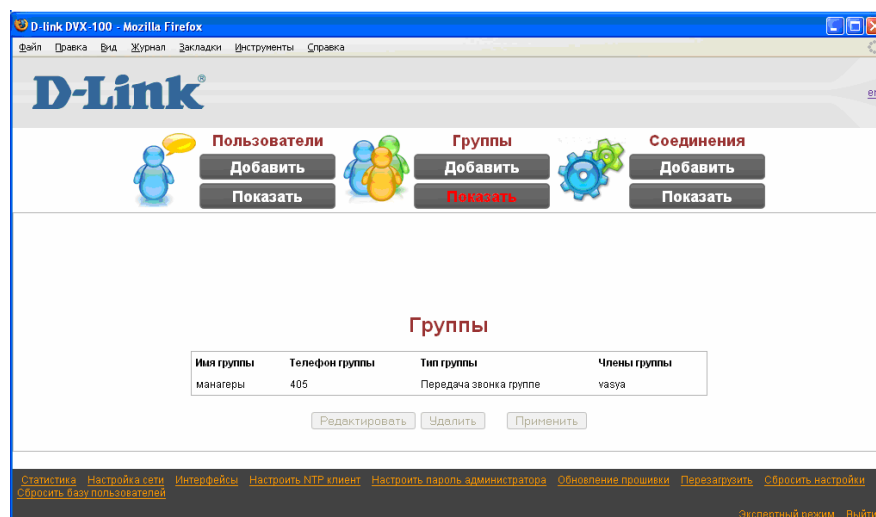 D-link DVX-100 - Mozilla Firefox
Файл Правка Вид Журнал Закладки Инструменты Справка
D-Link®
Пользователи Группы Соединения
Добавить Добавить Добавить
Показать Показать Показать
Группы
Имя группы Телефон группы Тип группы Члены группы
манагеры 405 Передача звонка группе vasya
Редактировать Удалить Применить
Статистика Настройка сети Интерфейсы Настроить NTP клиент Настроить пароль администратора Обновление прошивки Перезагрузить Сбросить настройки
Сбросить базу пользователей
Экспертный режим Выйти